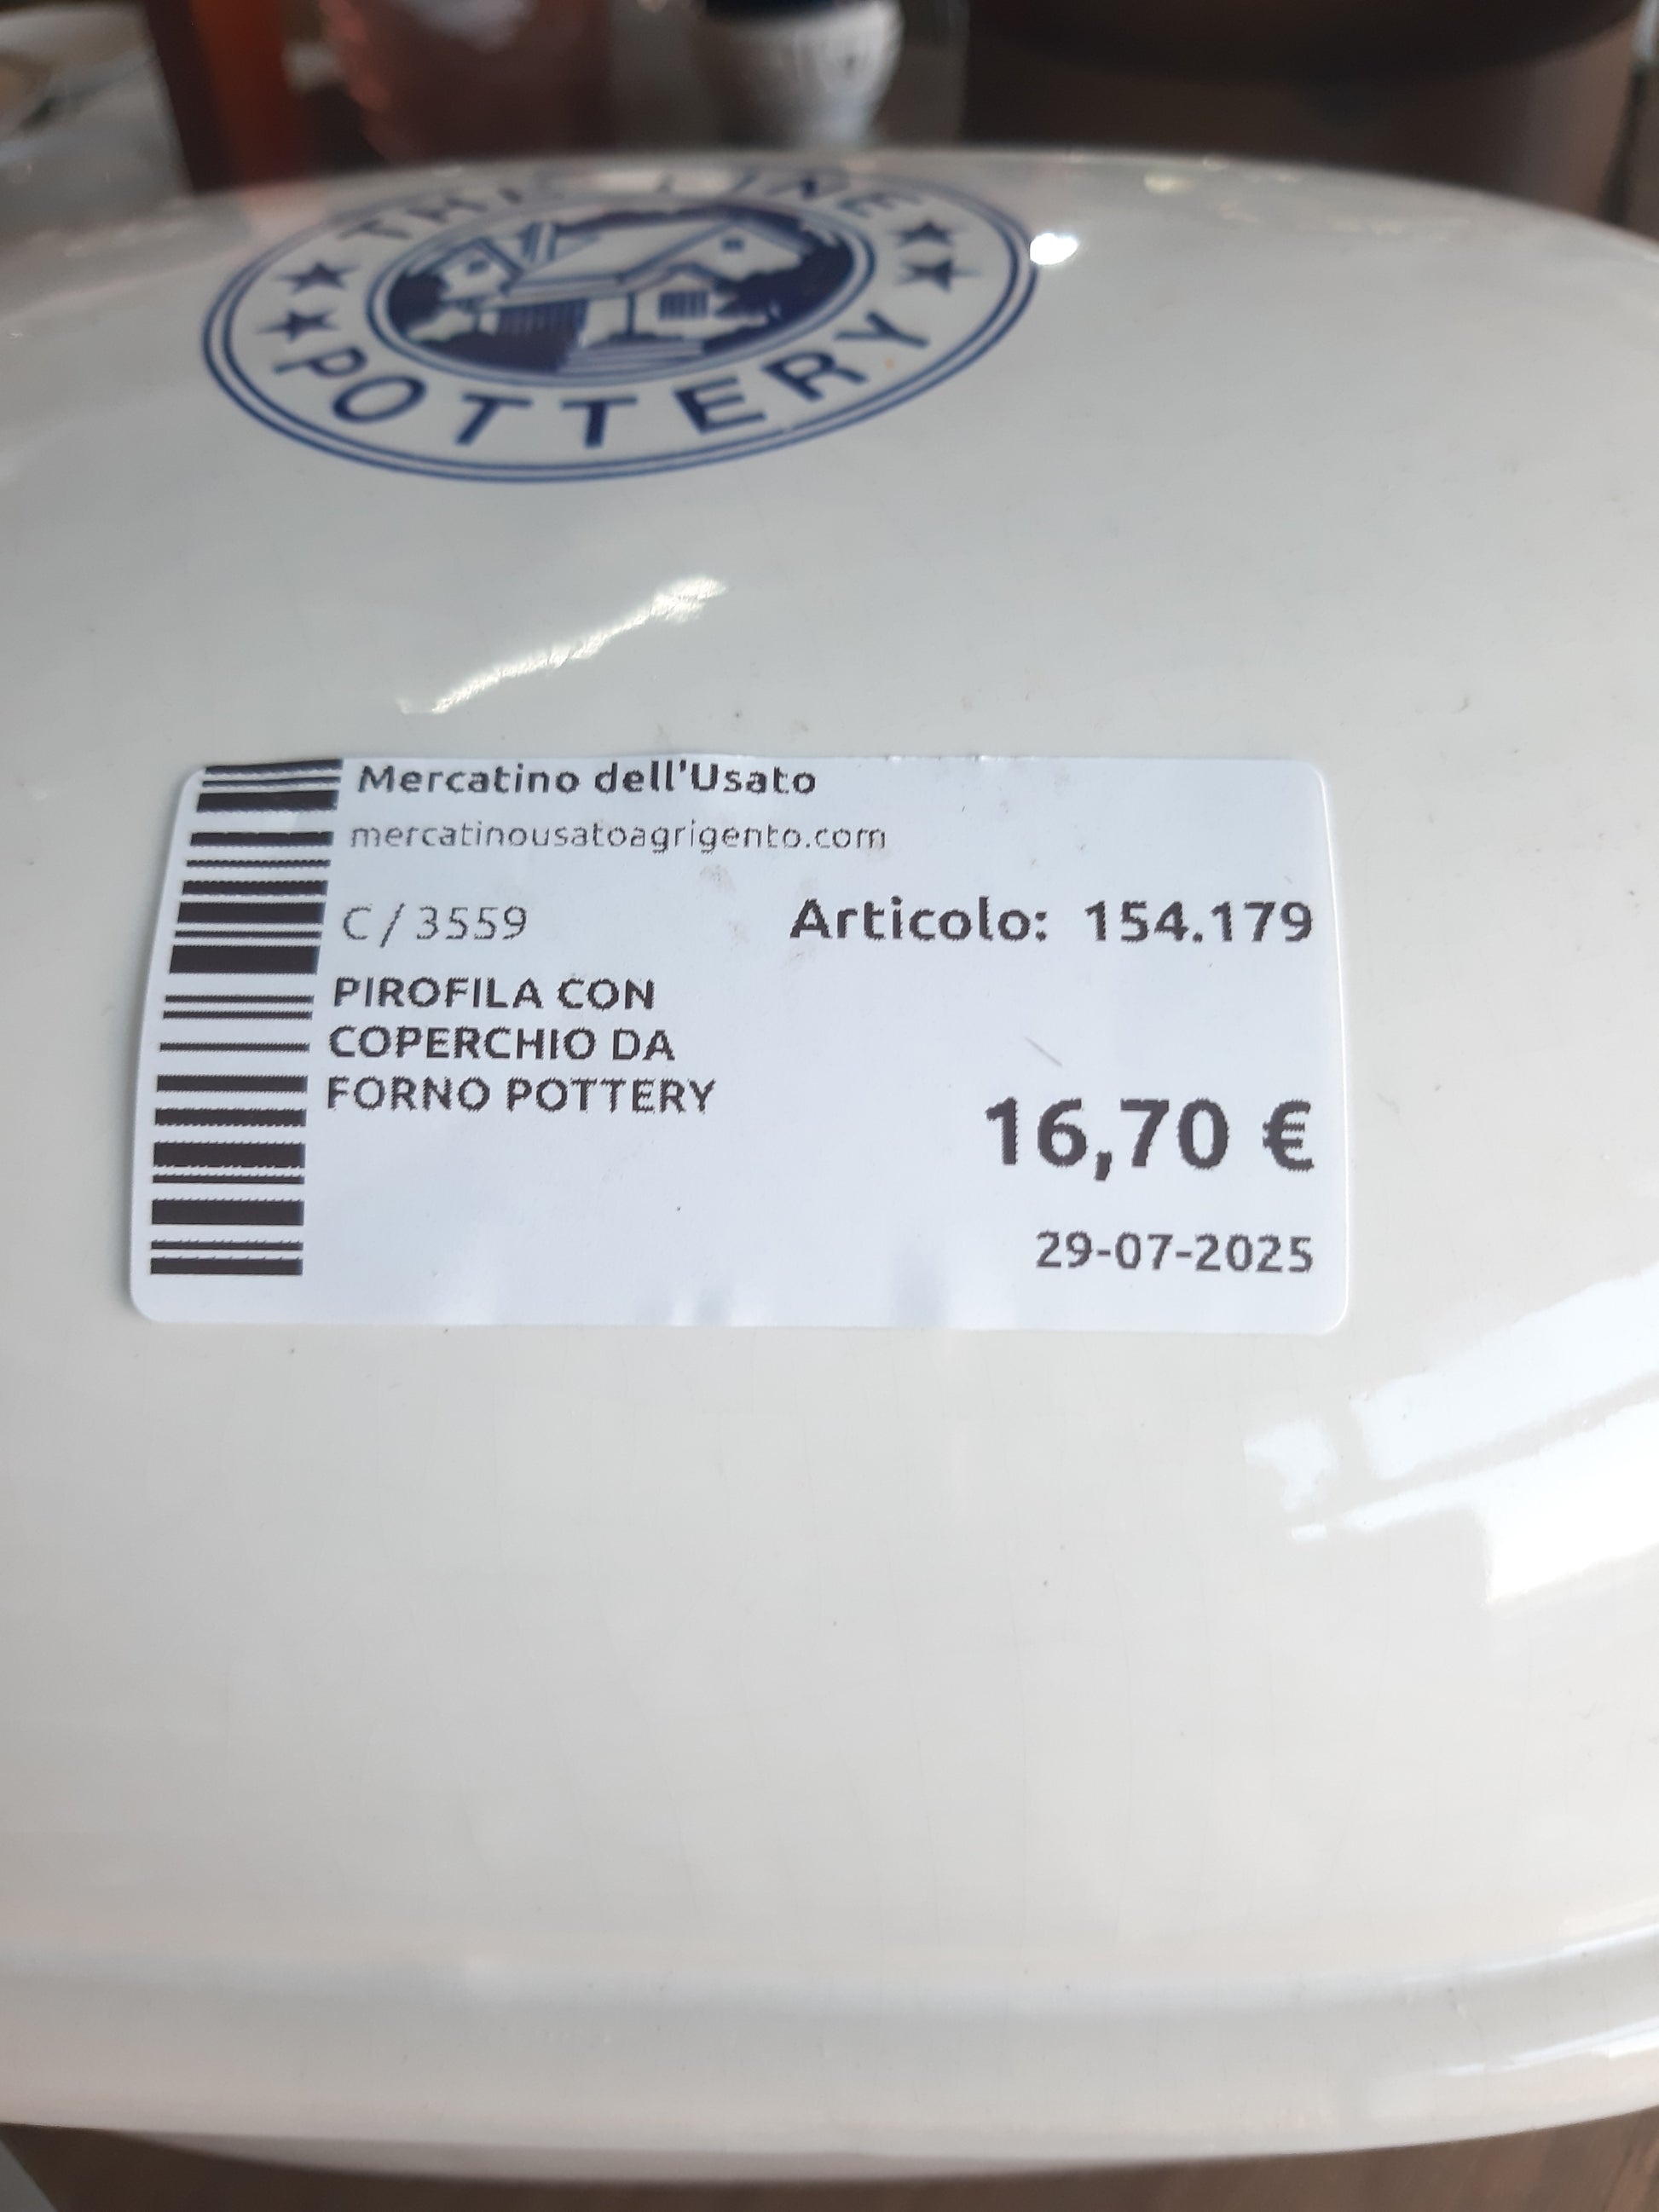 POTTERY
Mercatino dell'Usato
mercatinousatoagrigento.com
C/3559 Articolo: 154.179
PIROFILA CON
COPERCHIO DA
FORNO POTTERY
16,70 €
29-07-2025